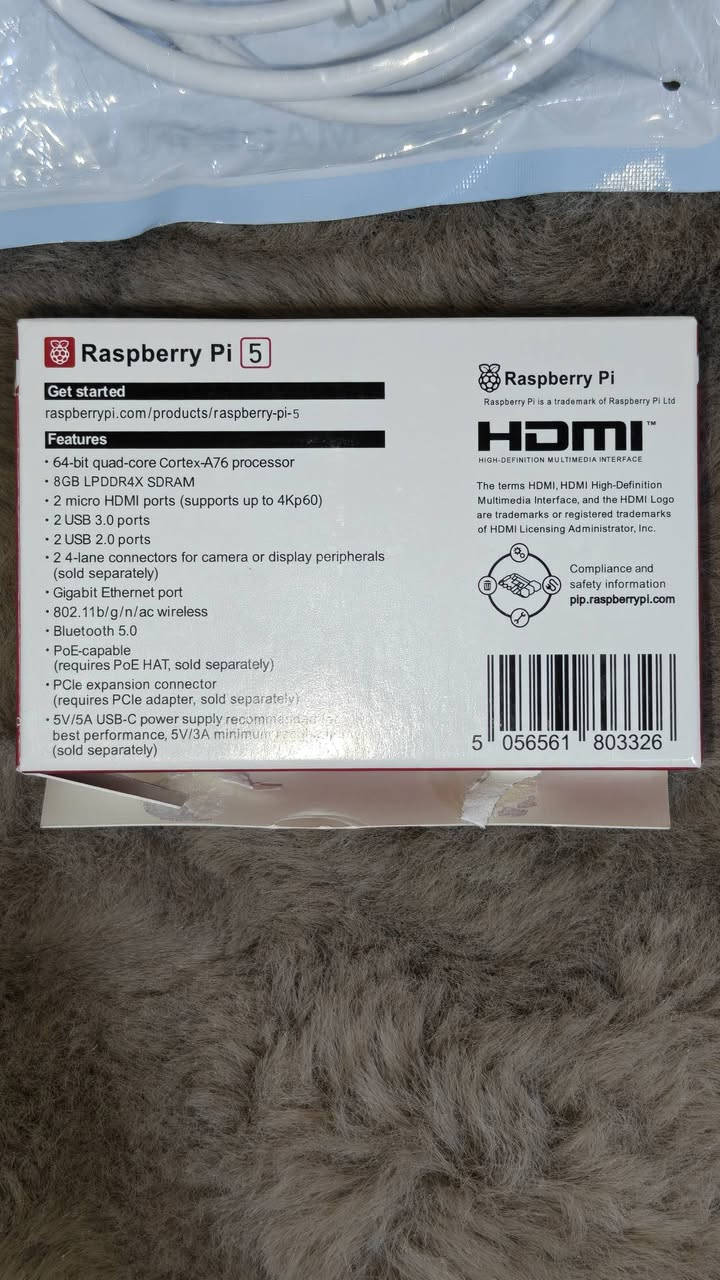 Raspberry Pi 5
Get started
raspberrypi.com/products/raspberry-pi-5
Features
• 64-bit quad-core Cortex-A76 processor
• 8GB LPDDR4X SDRAM
• 2 micro HDMI ports (supports up to 4Kp60)
• 2 USB 3.0 ports
• 2 USB 2.0 ports
• 2 4-lane connectors for camera or display peripherals
(sold separately)
• Gigabit Ethernet port
• 802.11b/g/n/ac wireless
• Bluetooth 5.0
• PoE-capable
(requires PoE HAT, sold separately)
• PCIe expansion connector
(requires PCIe adapter, sold separately)
• 5V/5A USB-C power supply recommended for
best performance, 5V/3A minimum
(sold separately)
Raspberry Pi
Raspberry Pi is a trademark of Raspberry Pi Ltd
HDMI™
HIGH-DEFINITION MULTIMEDIA INTERFACE
The terms HDMI, HDMI High-Definition
Multimedia Interface, and the HDMI Logo
are trademarks or registered trademarks
of HDMI Licensing Administrator, Inc.
Compliance and
safety information
pip.raspberrypi.com
5 056561 803326